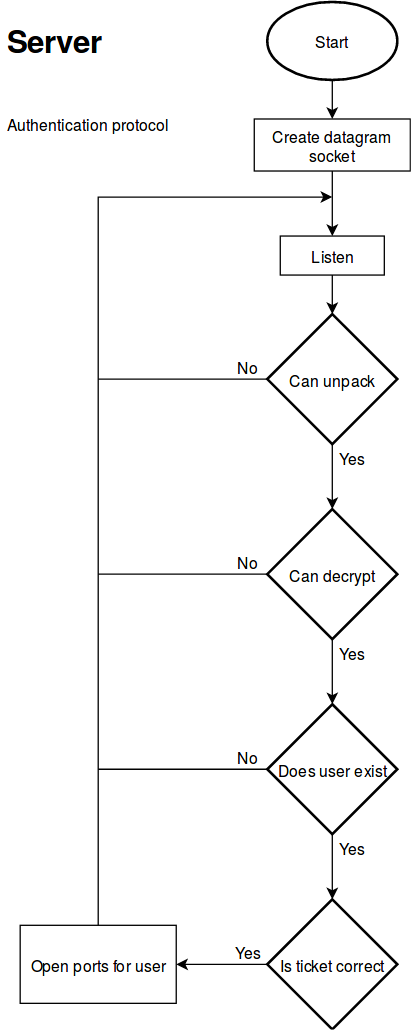 Server
Start
Authentication protocol
Create datagram
socket
Listen
No
Can unpack
Yes
No
Can decrypt
Yes
No
Does user exist
Yes
Open ports for user
Yes
Is ticket correct